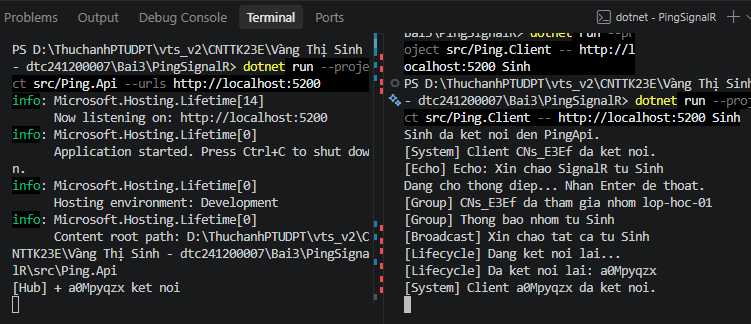 Problems Output Debug Console Terminal Ports
dotnet - PingSignalR
PS D:\ThuchanhPTUDPT\vts_v2\CNTTK23E\Vàng Thị Sinh
- dtc241200007\Bai3\PingSignalR> dotnet run --proje
ct src/Ping.Api --urls http://localhost:5200
info: Microsoft.Hosting.Lifetime[14]
Now listening on: http://localhost:5200
info: Microsoft.Hosting.Lifetime[0]
Application started. Press Ctrl+C to shut dow
n.
info: Microsoft.Hosting.Lifetime[0]
Hosting environment: Development
info: Microsoft.Hosting.Lifetime[0]
Content root path: D:\ThuchanhPTUDPT\vts_v2\C
NTTK23E\Vàng Thị Sinh - dtc241200007\Bai3\PingSigna
lR\src\Ping.Api
[Hub] + a0Mpyqzx ket noi
Bai3\PingSignalR> dotnet run --pr
oject src/Ping.Client -- http://l
ocalhost:5200 Sinh
PS D:\ThuchanhPTUDPT\vts_v2\CNTTK23E\Vàng Thị Sinh
- dtc241200007\Bai3\PingSignalR> dotnet run --proje
ct src/Ping.Client -- http://localhost:5200 Sinh
Sinh da ket noi den PingApi.
[System] Client CNs_E3Ef da ket noi.
[Echo] Echo: Xin chao SignalR tu Sinh
Dang cho thong diep... Nhan Enter de thoat.
[Group] CNs_E3Ef da tham gia nhom lop-hoc-01
[Group] Thong bao nhom tu Sinh
[Broadcast] Xin chao tat ca tu Sinh
[Lifecycle] Dang ket noi lai...
[Lifecycle] Da ket noi lai: a0Mpyqzx
[System] Client a0Mpyqzx da ket noi.